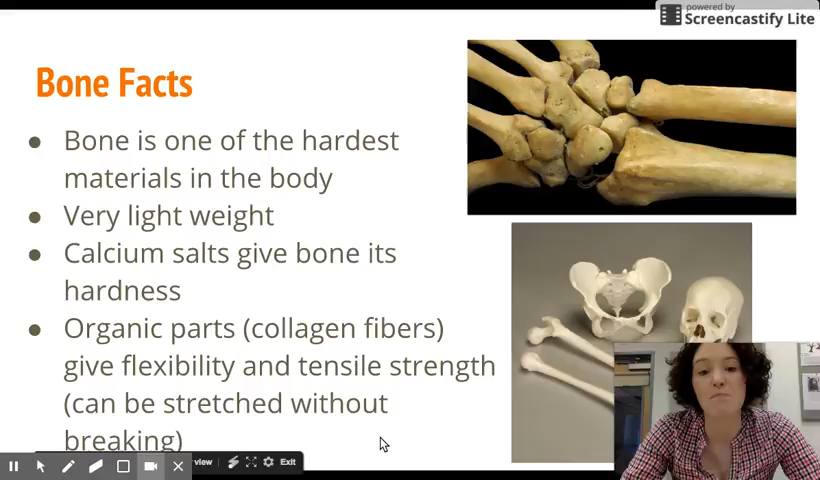 powered by
Screencastify Lite
Bone Facts
● Bone is one of the hardest
materials in the body
● Very light weight
● Calcium salts give bone its
hardness
● Organic parts (collagen fibers)
give flexibility and tensile strength
(can be stretched without
breaking)
view Exit